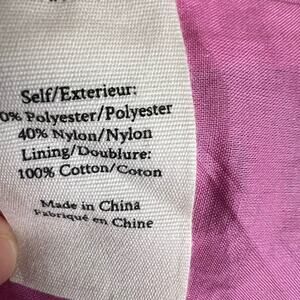 Self/Exterieur:
0% Polyester/Polyester
40% Nylon/Nylon
Lining/Doublure:
100% Cotton/Coton
Made in China
Fabriqué en Chine